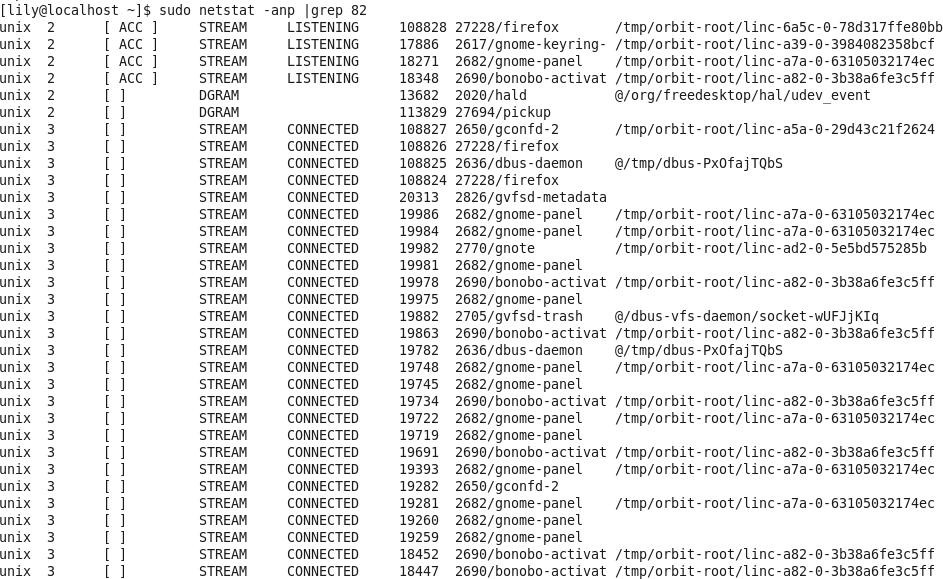 [lily@localhost ~]$ sudo netstat -anp |grep 82
unix  2      [ ACC ]     STREAM     LISTENING     108828 27228/firefox       /tmp/orbit-root/linc-6a5c-0-78d317ffe80bb
unix  2      [ ACC ]     STREAM     LISTENING     17886  2617/gnome-keyring- /tmp/orbit-root/linc-a39-0-3984082358bcf
unix  2      [ ACC ]     STREAM     LISTENING     18271  2682/gnome-panel    /tmp/orbit-root/linc-a7a-0-63105032174ec
unix  2      [ ACC ]     STREAM     LISTENING     18348  2690/bonobo-activat /tmp/orbit-root/linc-a82-0-3b38a6fe3c5ff
unix  2      [ ]         DGRAM                    13682  2020/hald           @/org/freedesktop/hal/udev_event
unix  2      [ ]         DGRAM                    113829 27694/pickup
unix  3      [ ]         STREAM     CONNECTED     108827 2650/gconfd-2       /tmp/orbit-root/linc-a5a-0-29d43c21f2624
unix  3      [ ]         STREAM     CONNECTED     108826 27228/firefox
unix  3      [ ]         STREAM     CONNECTED     108825 2636/dbus-daemon    @/tmp/dbus-PxOfajTQbS
unix  3      [ ]         STREAM     CONNECTED     108824 27228/firefox
unix  3      [ ]         STREAM     CONNECTED     20313  2826/gvfsd-metadata
unix  3      [ ]         STREAM     CONNECTED     19986  2682/gnome-panel    /tmp/orbit-root/linc-a7a-0-63105032174ec
unix  3      [ ]         STREAM     CONNECTED     19984  2682/gnome-panel    /tmp/orbit-root/linc-a7a-0-63105032174ec
unix  3      [ ]         STREAM     CONNECTED     19982  2770/gnote          /tmp/orbit-root/linc-ad2-0-5e5bd575285b
unix  3      [ ]         STREAM     CONNECTED     19981  2682/gnome-panel
unix  3      [ ]         STREAM     CONNECTED     19978  2690/bonobo-activat /tmp/orbit-root/linc-a82-0-3b38a6fe3c5ff
unix  3      [ ]         STREAM     CONNECTED     19975  2682/gnome-panel
unix  3      [ ]         STREAM     CONNECTED     19882  2705/gvfsd-trash    @/dbus-vfs-daemon/socket-wUFJjKIq
unix  3      [ ]         STREAM     CONNECTED     19863  2690/bonobo-activat /tmp/orbit-root/linc-a82-0-3b38a6fe3c5ff
unix  3      [ ]         STREAM     CONNECTED     19782  2636/dbus-daemon    @/tmp/dbus-PxOfajTQbS
unix  3      [ ]         STREAM     CONNECTED     19748  2682/gnome-panel    /tmp/orbit-root/linc-a7a-0-63105032174ec
unix  3      [ ]         STREAM     CONNECTED     19745  2682/gnome-panel
unix  3      [ ]         STREAM     CONNECTED     19734  2690/bonobo-activat /tmp/orbit-root/linc-a82-0-3b38a6fe3c5ff
unix  3      [ ]         STREAM     CONNECTED     19722  2682/gnome-panel    /tmp/orbit-root/linc-a7a-0-63105032174ec
unix  3      [ ]         STREAM     CONNECTED     19719  2682/gnome-panel
unix  3      [ ]         STREAM     CONNECTED     19691  2690/bonobo-activat /tmp/orbit-root/linc-a82-0-3b38a6fe3c5ff
unix  3      [ ]         STREAM     CONNECTED     19393  2682/gnome-panel    /tmp/orbit-root/linc-a7a-0-63105032174ec
unix  3      [ ]         STREAM     CONNECTED     19282  2650/gconfd-2
unix  3      [ ]         STREAM     CONNECTED     19281  2682/gnome-panel    /tmp/orbit-root/linc-a7a-0-63105032174ec
unix  3      [ ]         STREAM     CONNECTED     19260  2682/gnome-panel
unix  3      [ ]         STREAM     CONNECTED     19259  2682/gnome-panel
unix  3      [ ]         STREAM     CONNECTED     18452  2690/bonobo-activat /tmp/orbit-root/linc-a82-0-3b38a6fe3c5ff
unix  3      [ ]         STREAM     CONNECTED     18447  2690/bonobo-activat /tmp/orbit-root/linc-a82-0-3b38a6fe3c5ff